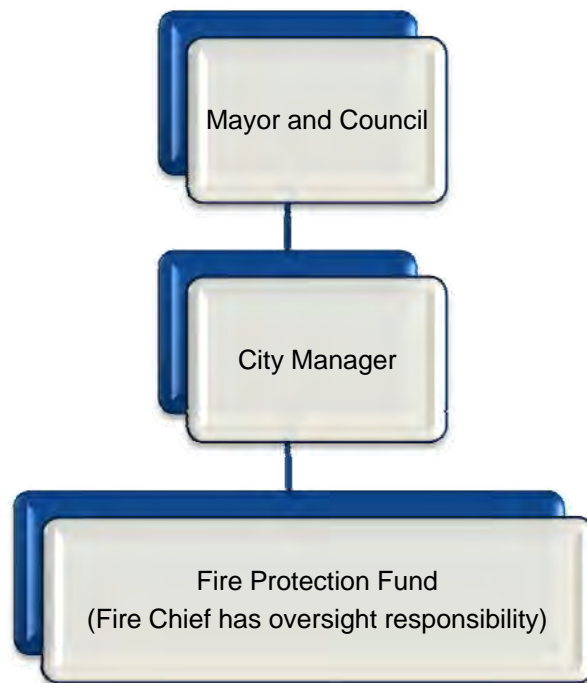 Mayor and Council
City Manager
Fire Protection Fund
(Fire Chief has oversight responsibility)